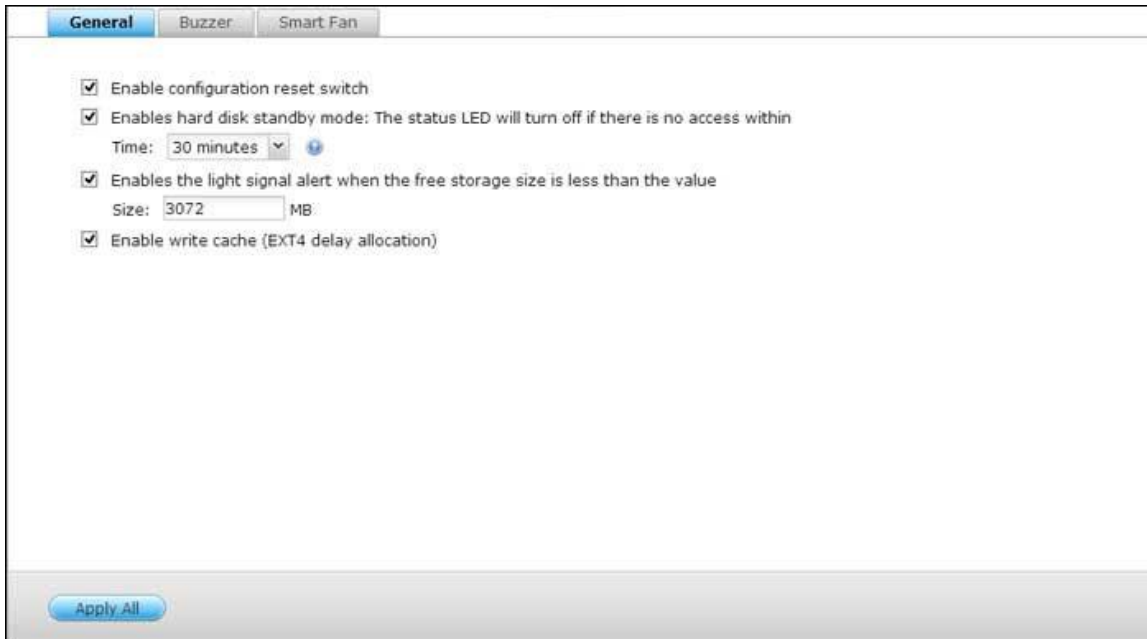 General Buzzer Smart Fan
Enable configuration reset switch
Enables hard disk standby mode: The status LED will turn off if there is no access within
Time: 30 minutes
Enables the light signal alert when the free storage size is less than the value
Size: 3072 MB
Enable write cache (EXT4 delay allocation)
Apply All